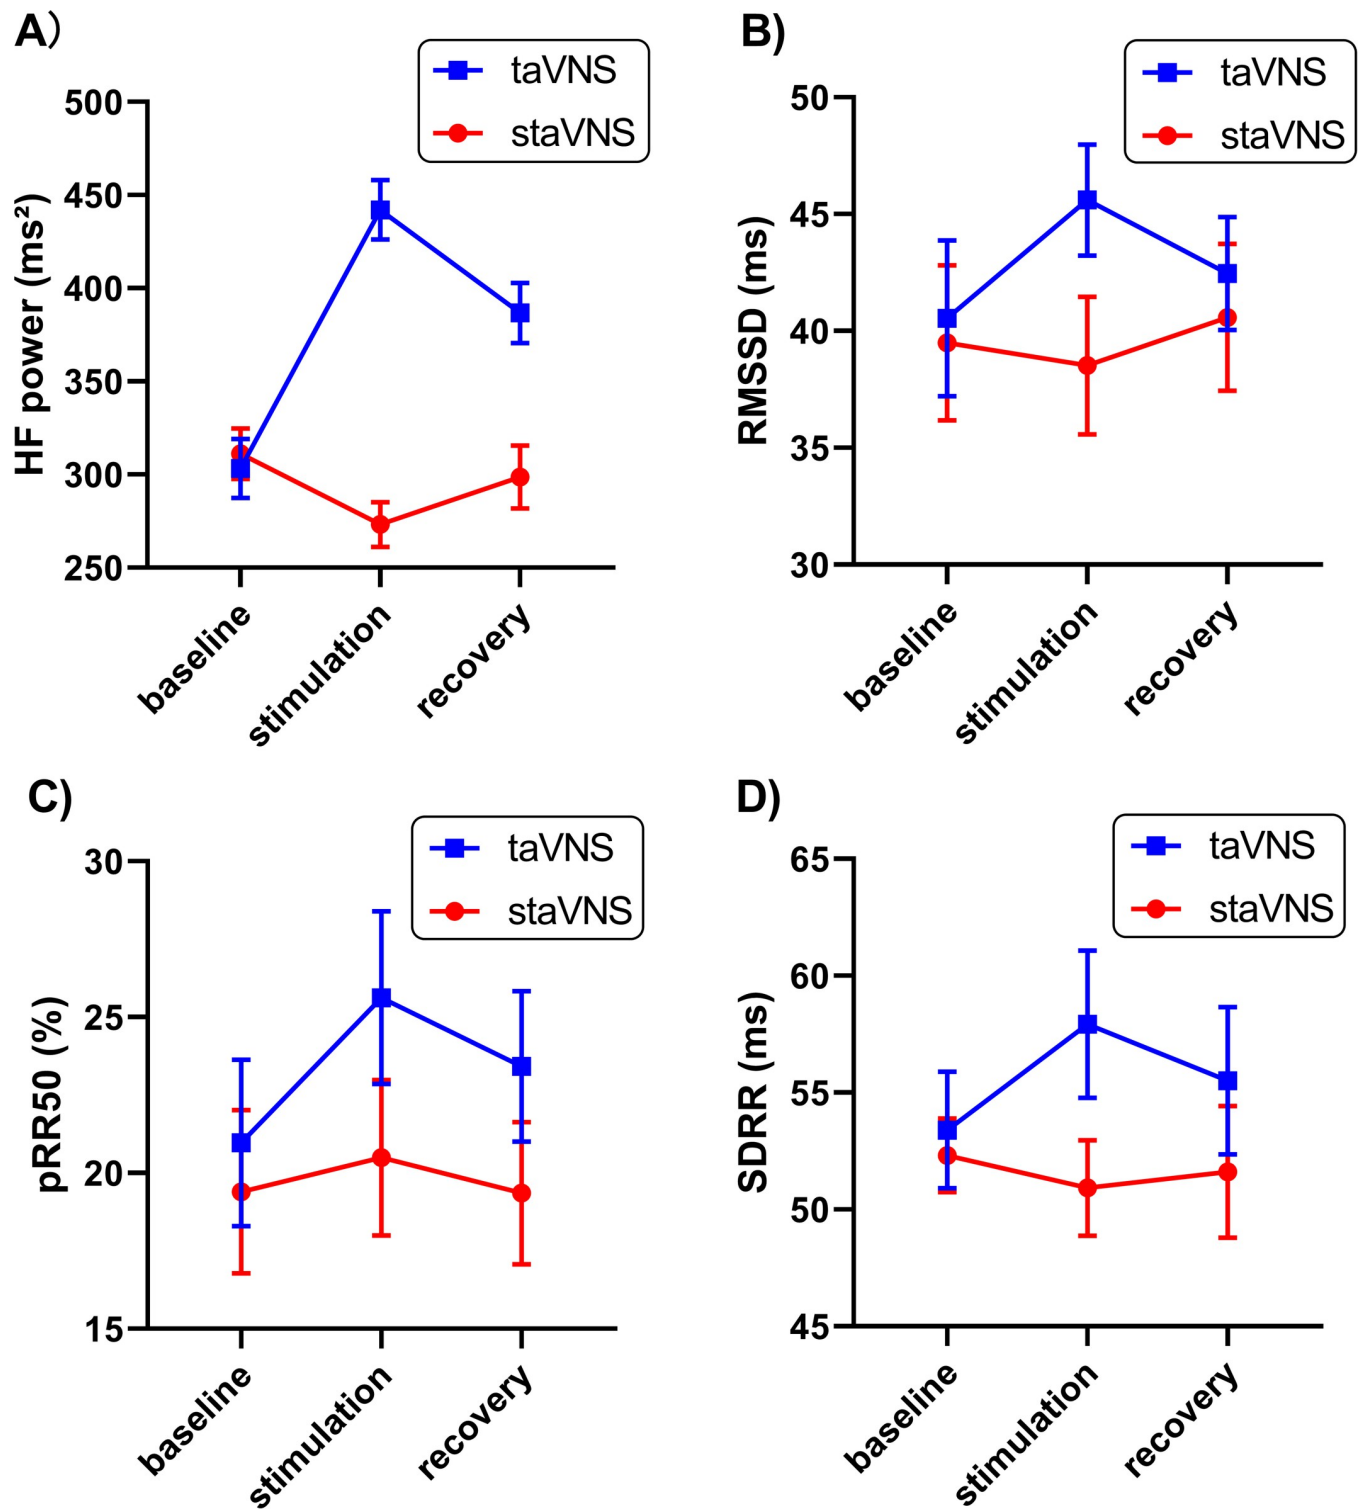 A)
taVNS
staVNS
HF power (ms²)
500
450
400
350
300
250
baseline
stimulation
recovery
B)
taVNS
staVNS
RMSSD (ms)
50
45
40
35
30
baseline
stimulation
recovery
C)
taVNS
staVNS
pRR50 (%)
30
25
20
15
baseline
stimulation
recovery
D)
taVNS
staVNS
SDRR (ms)
65
60
55
50
45
baseline
stimulation
recovery